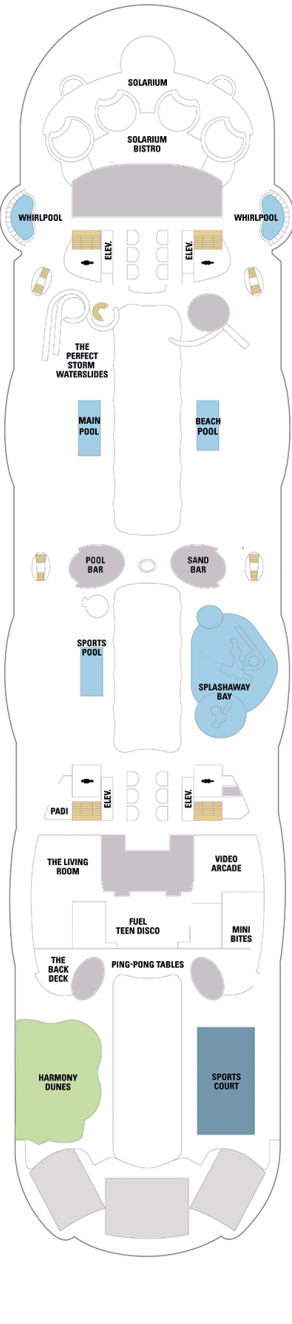 SOLARIUM
SOLARIUM
BISTRO
WHIRLPOOL
WHIRLPOOL
ELEV.
ELEV.
THE
PERFECT
STORM
WATERSLIDES
MAIN
POOL
BEACH
POOL
POOL
BAR
SAND
BAR
SPORTS
POOL
SPLASHAWAY
BAY
ELEV.
ELEV.
PADI
THE LIVING
ROOM
VIDEO
ARCADE
FUEL
TEEN DISCO
MINI
BITES
THE
BACK
DECK
PING-PONG TABLES
HARMONY
DUNES
SPORTS
COURT